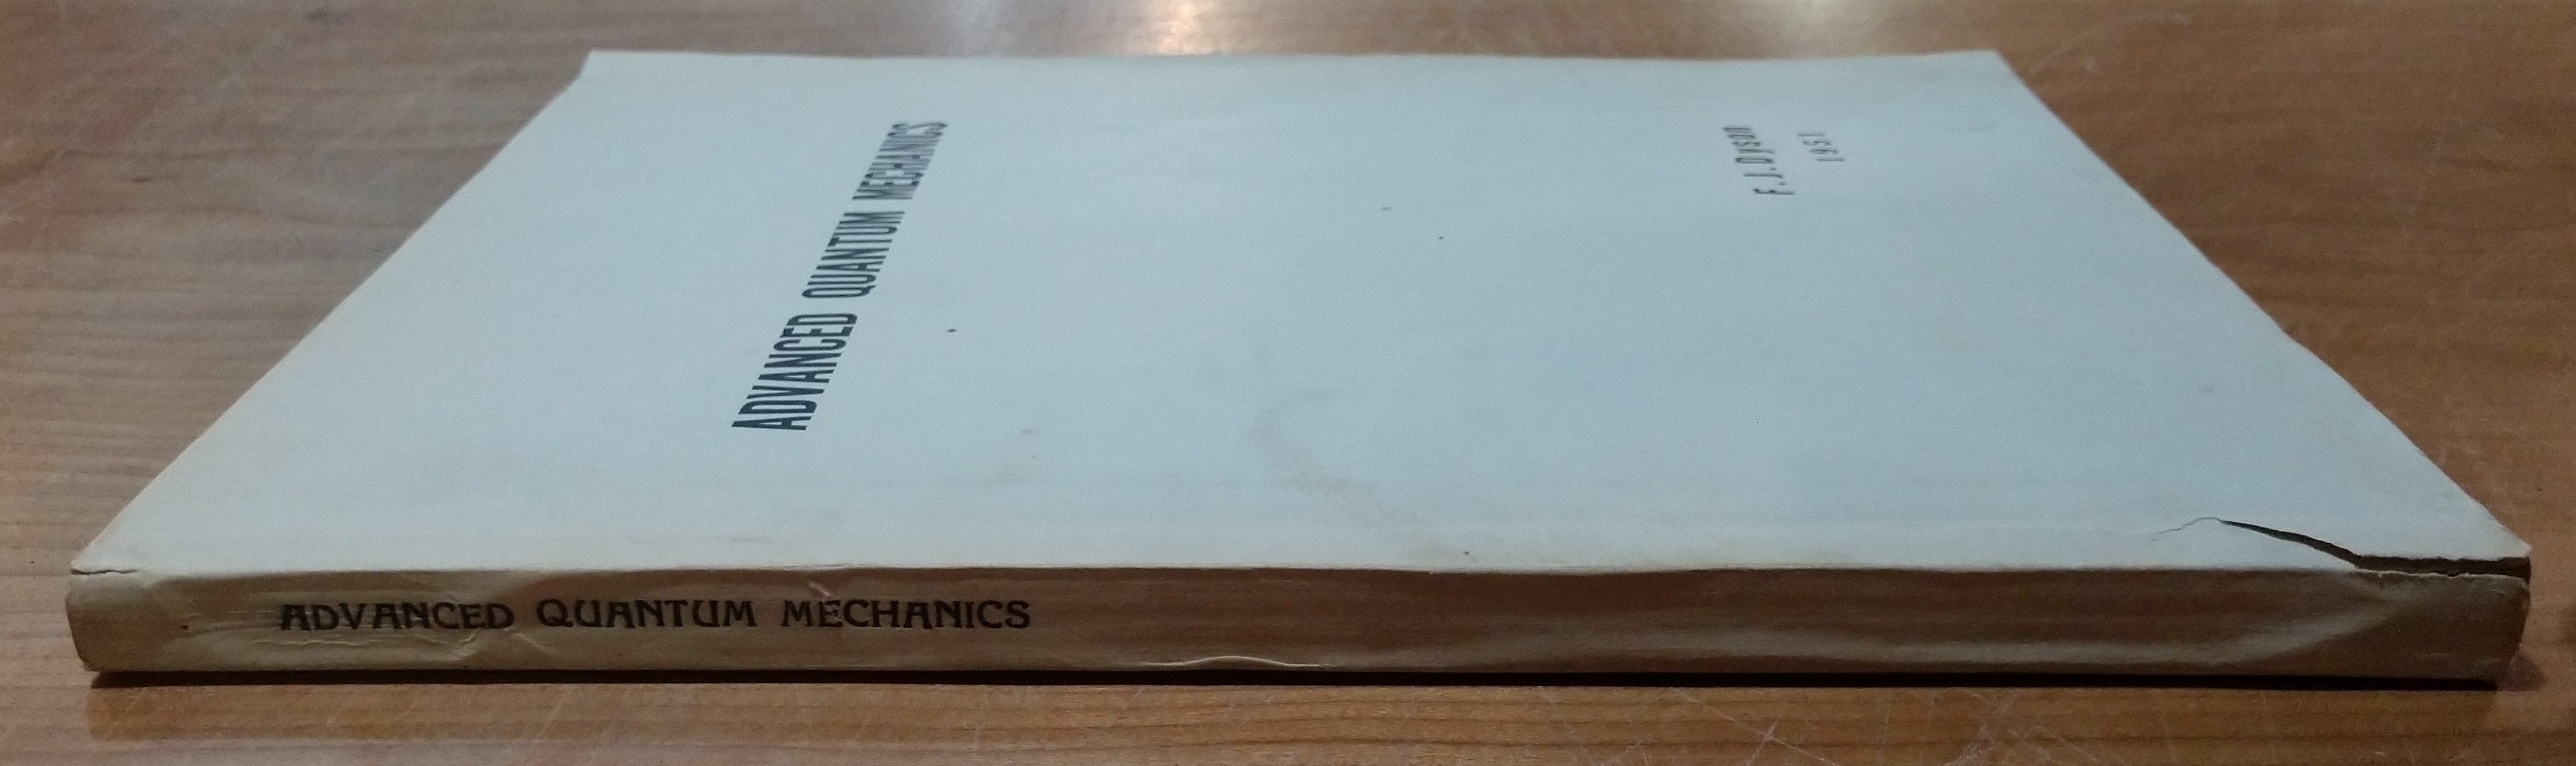 ADVANCED QUANTUM MECHANICS
F.J.Dyson
1951
ADVANCED QUANTUM MECHANICS